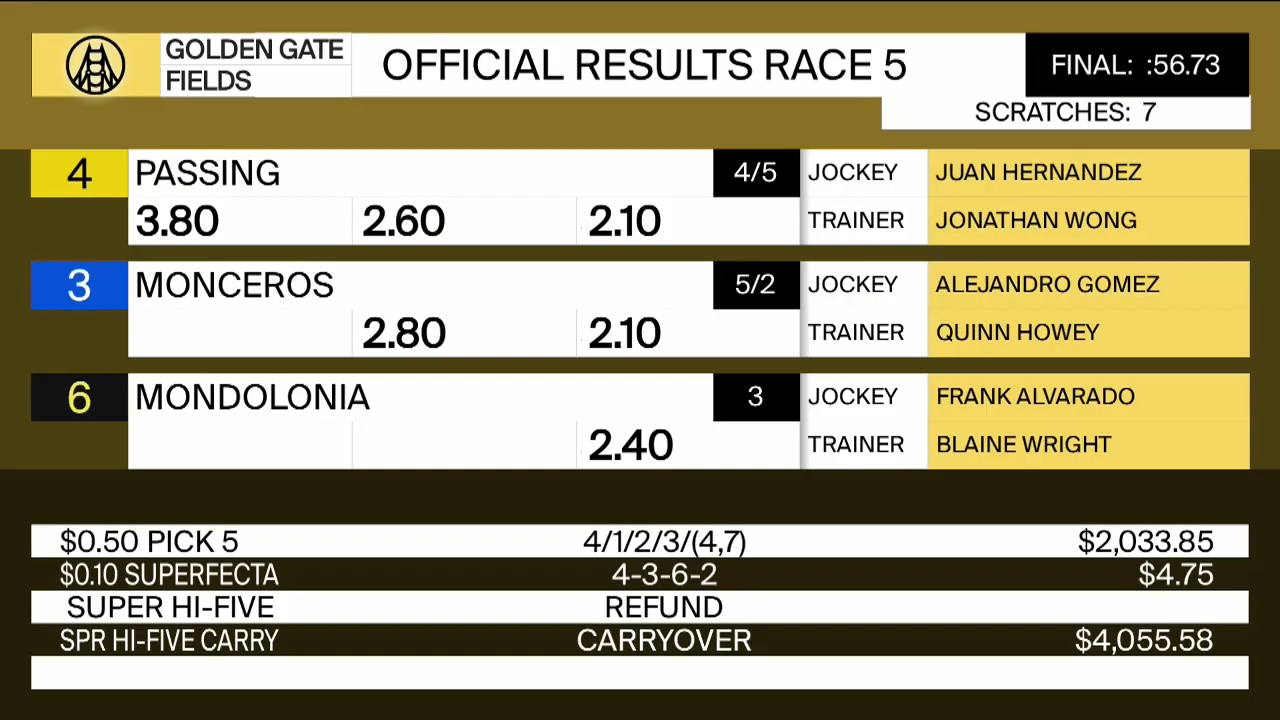 GOLDEN GATE
FIELDS
OFFICIAL RESULTS RACE 5
FINAL: :56.73
SCRATCHES: 7
4 PASSING 4/5 JOCKEY JUAN HERNANDEZ
3.80 2.60 2.10 TRAINER JONATHAN WONG
3 MONCEROS 5/2 JOCKEY ALEJANDRO GOMEZ
2.80 2.10 TRAINER QUINN HOWEY
6 MONDOLONIA 3 JOCKEY FRANK ALVARADO
2.40 TRAINER BLAINE WRIGHT
$0.50 PICK 5 4/1/2/3/(4,7) $2,033.85
$0.10 SUPERFECTA 4-3-6-2 $4.75
SUPER HI-FIVE REFUND
SPR HI-FIVE CARRY CARRYOVER $4,055.58